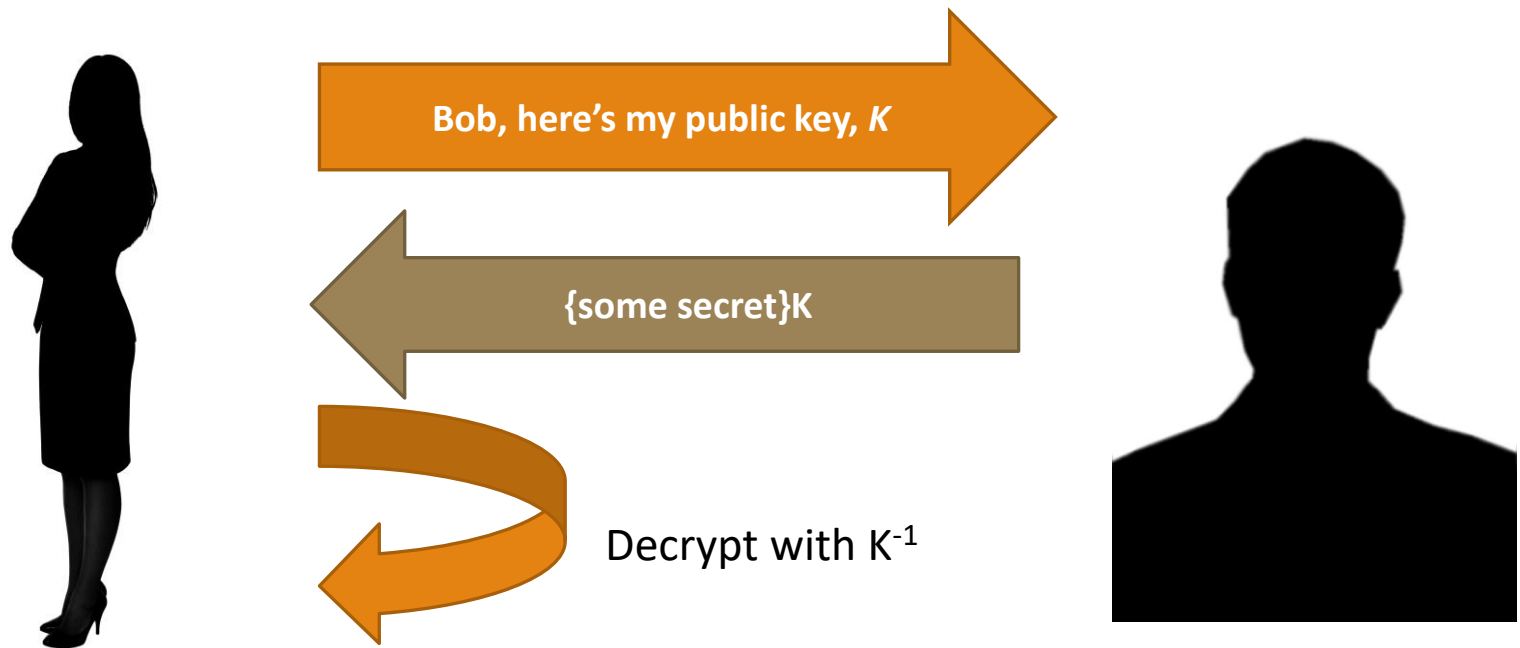 Bob, here’s my public key, K
{some secret}K
Decrypt with K⁻¹